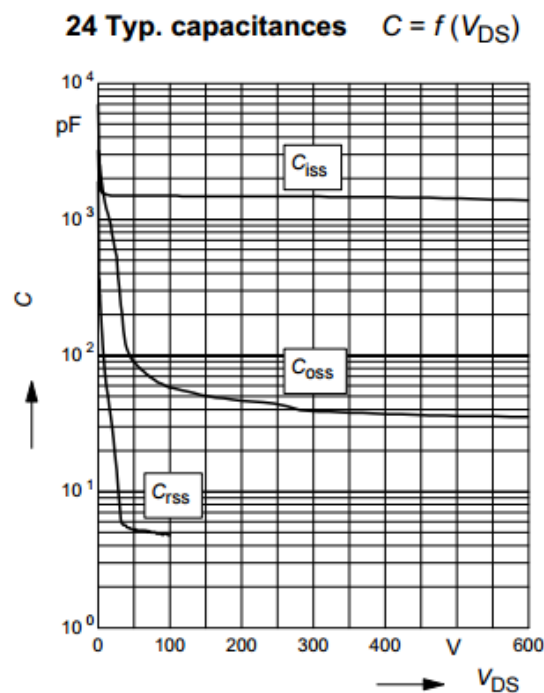 24 Typ. capacitances C = f (VDS)
10⁴
pF
Ciss
10³
C
10²
Coss
10¹
Crss
10⁰
0 100 200 300 400 V 600
VDS